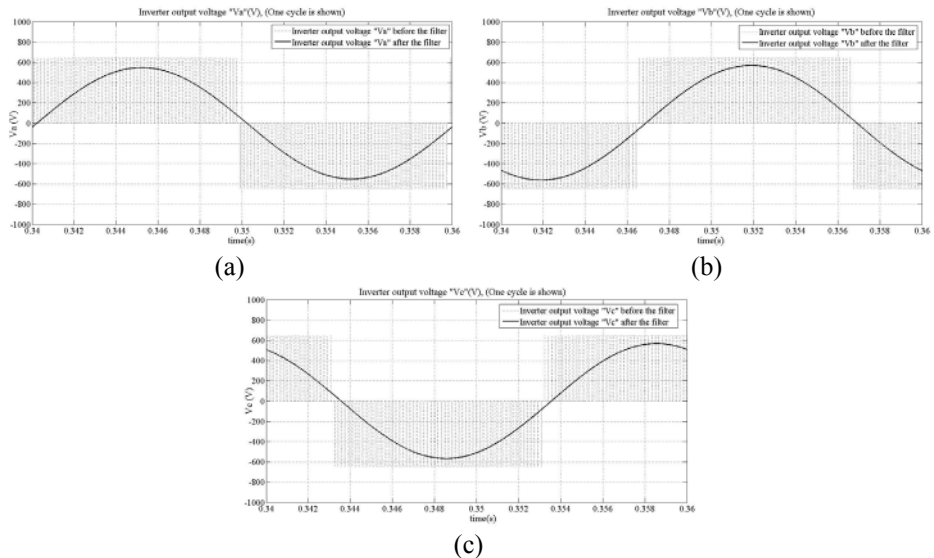 Inverter output voltage "Va"(V), (One cycle is shown)
Inverter output voltage "Va" before the filter
Inverter output voltage "Va" after the filter
1000
800
600
400
200
0
-200
-400
-600
-800
-1000
Va (V)
0.34 0.342 0.344 0.346 0.348 0.35 0.352 0.354 0.356 0.358 0.36
time(s)
(a)
Inverter output voltage "Vb"(V), (One cycle is shown)
Inverter output voltage "Vb" before the filter
Inverter output voltage "Vb" after the filter
1000
800
600
400
200
0
-200
-400
-600
-800
-1000
Vb (V)
0.34 0.342 0.344 0.346 0.348 0.35 0.352 0.354 0.356 0.358 0.36
time(s)
(b)
Inverter output voltage "Vc"(V), (One cycle is shown)
Inverter output voltage "Vc" before the filter
Inverter output voltage "Vc" after the filter
1000
800
600
400
200
0
-200
-400
-600
-800
-1000
Vc (V)
0.34 0.342 0.344 0.346 0.348 0.35 0.352 0.354 0.356 0.358 0.36
time(s)
(c)